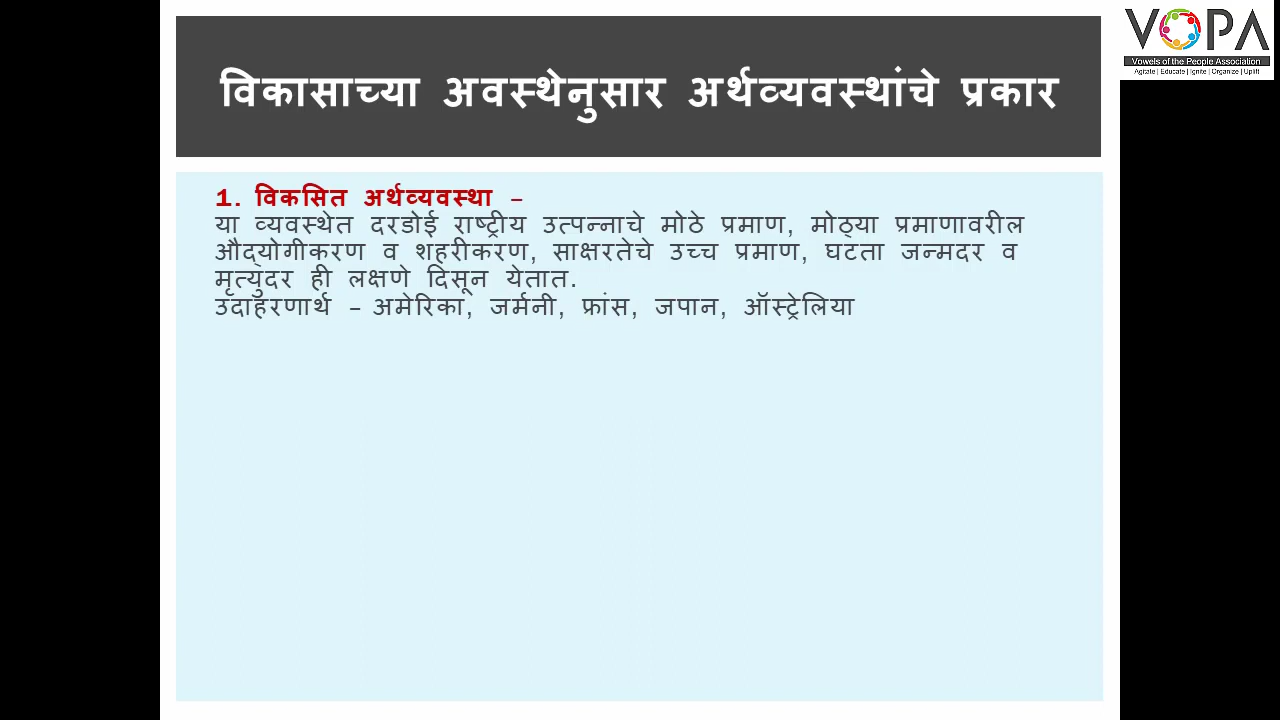 विकासाच्या अवस्थेनुसार अर्थव्यवस्थांचे प्रकार
VOPA
Vowels of the People Association
Agitate | Educate | Ignite | Organize | Uplift
1. विकसित अर्थव्यवस्था –
या व्यवस्थेत दरडोई राष्ट्रीय उत्पन्नाचे मोठे प्रमाण, मोठ्या प्रमाणावरील
औद्योगीकरण व शहरीकरण, साक्षरतेचे उच्च प्रमाण, घटता जन्मदर व
मृत्युदर ही लक्षणे दिसून येतात.
उदाहरणार्थ – अमेरिका, जर्मनी, फ्रांस, जपान, ऑस्ट्रेलिया